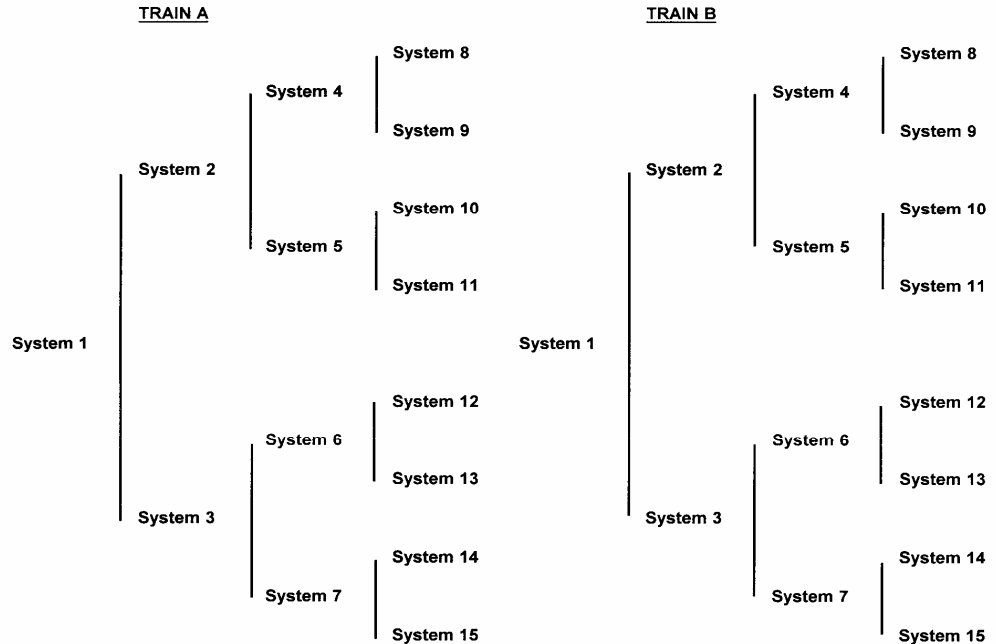 TRAIN A
System 8
System 4
System 9
System 2
System 10
System 5
System 11
System 1
System 12
System 6
System 13
System 3
System 14
System 7
System 15
TRAIN B
System 8
System 4
System 9
System 2
System 10
System 5
System 11
System 1
System 12
System 6
System 13
System 3
System 14
System 7
System 15